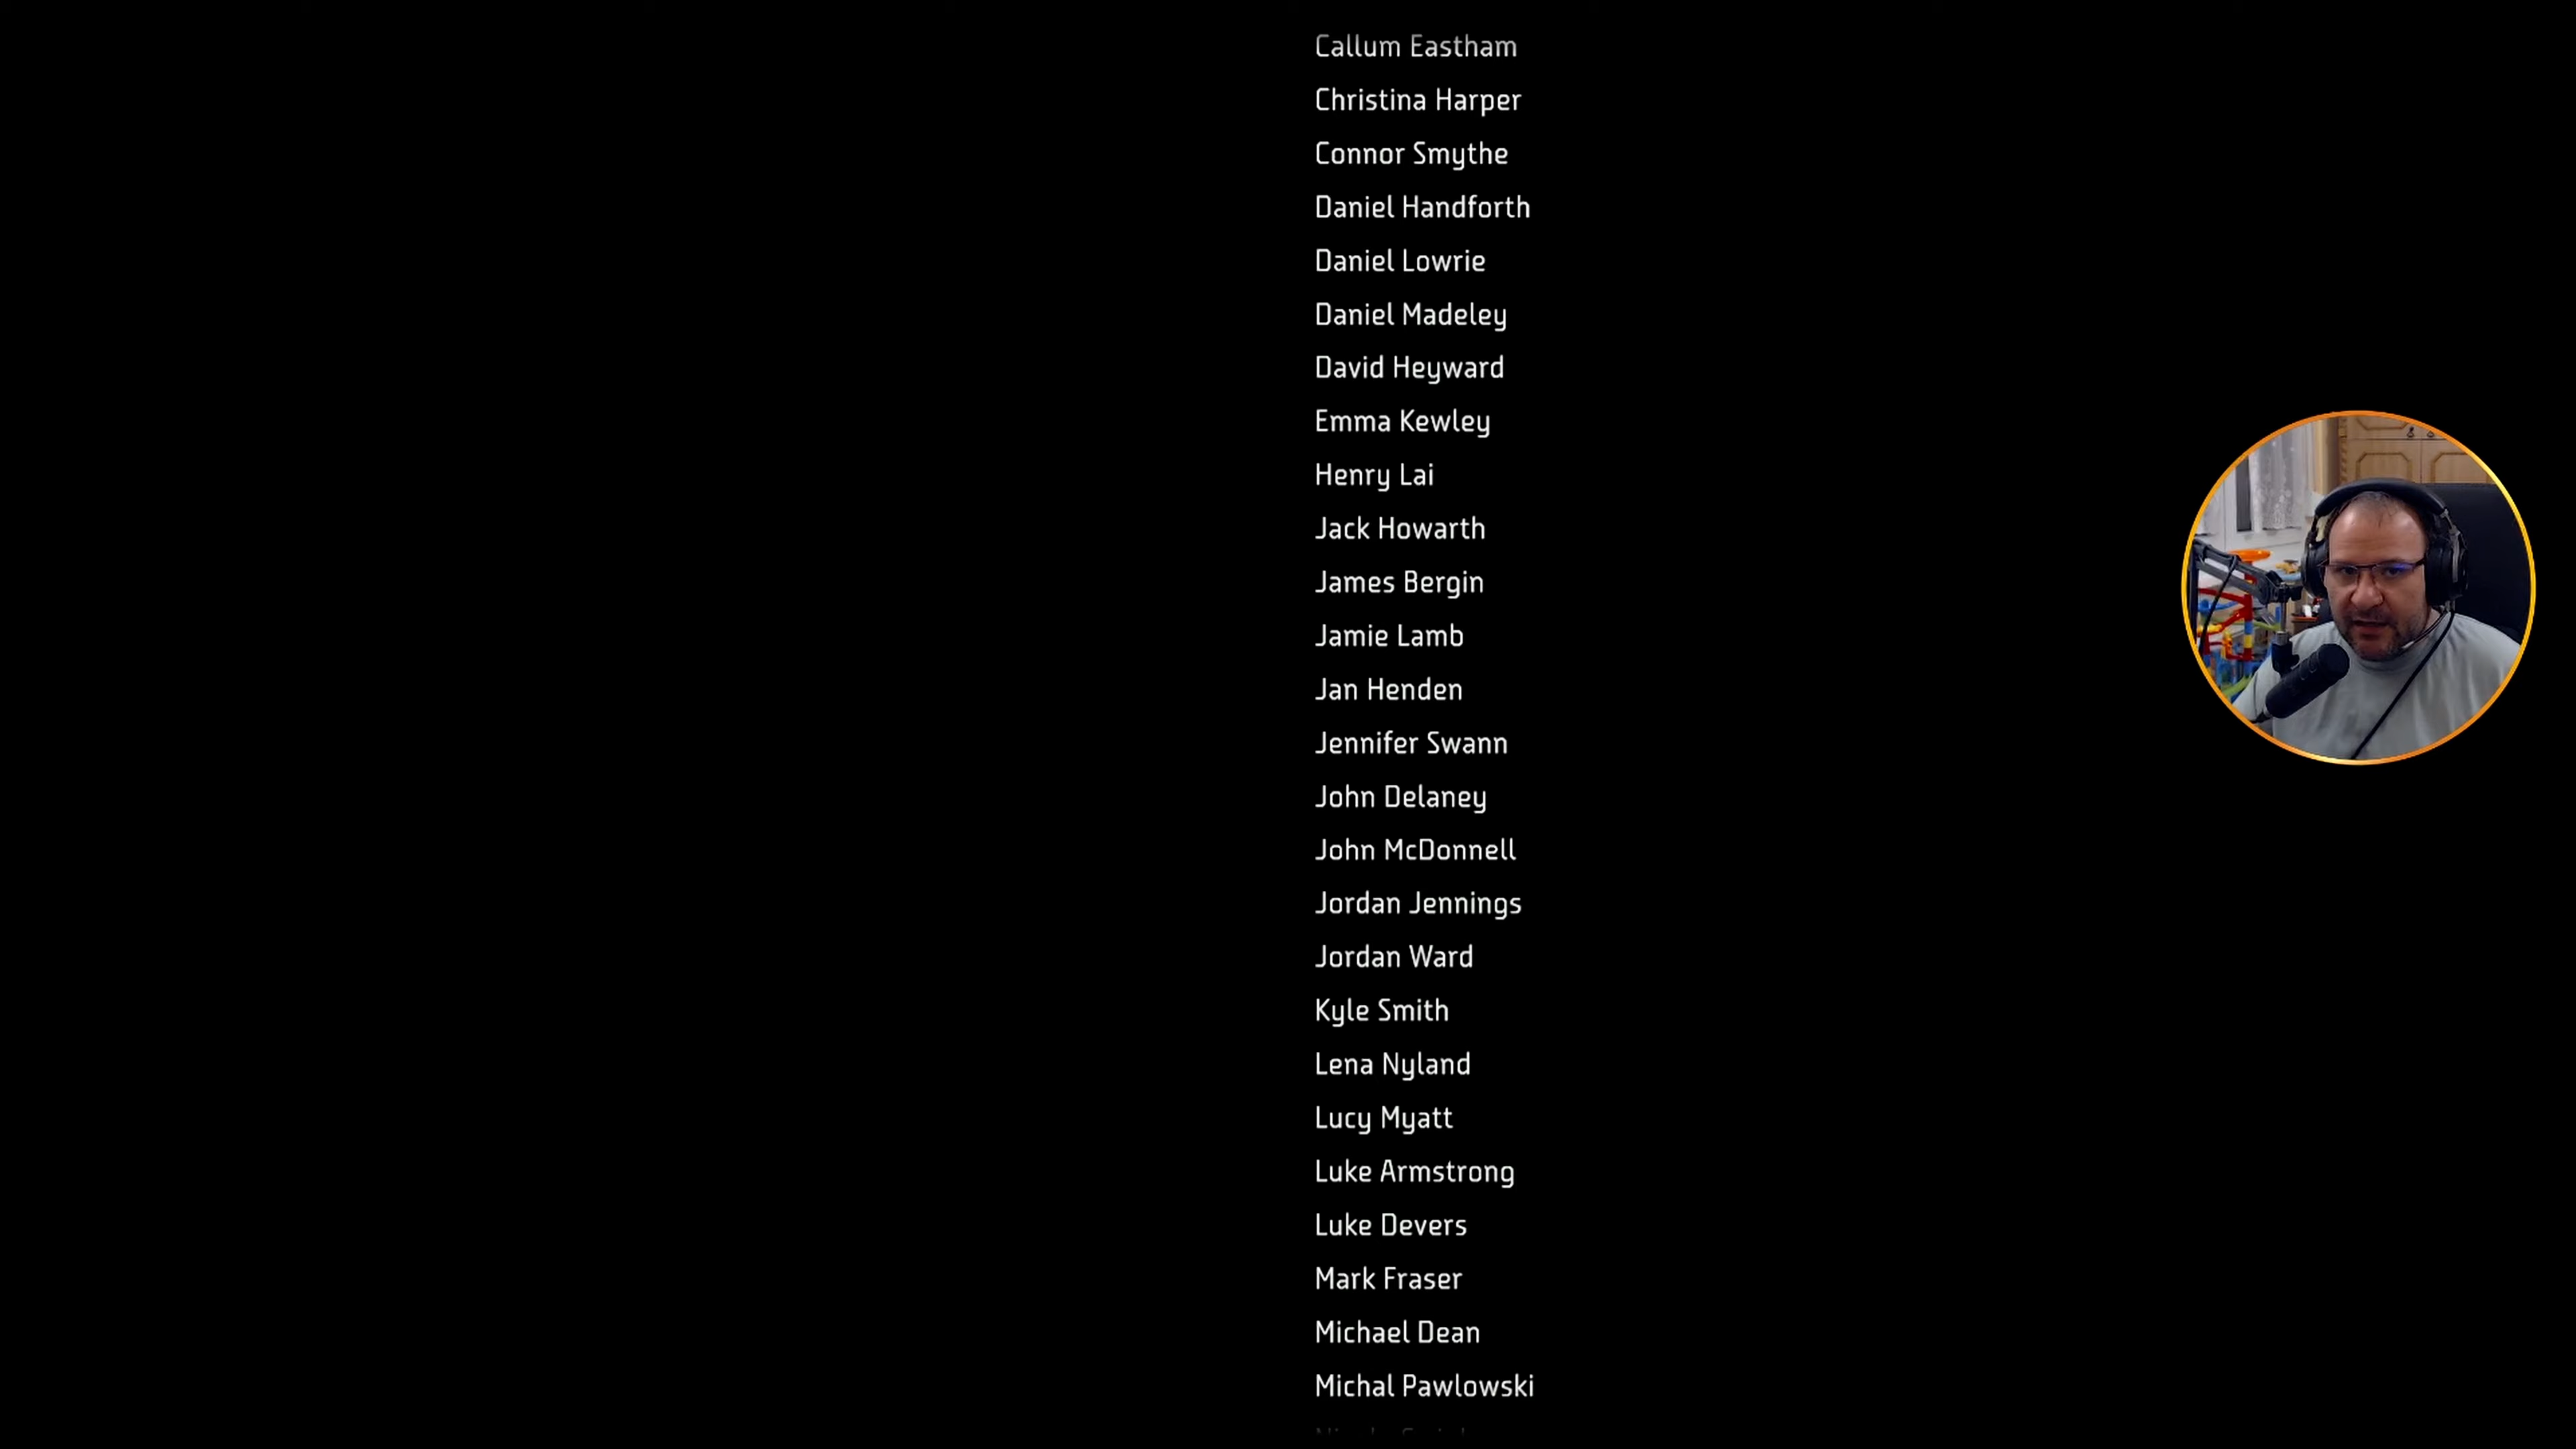 Callum Eastham
Christina Harper
Connor Smythe
Daniel Handforth
Daniel Lowrie
Daniel Madeley
David Heyward
Emma Kewley
Henry Lai
Jack Howarth
James Bergin
Jamie Lamb
Jan Henden
Jennifer Swann
John Delaney
John McDonnell
Jordan Jennings
Jordan Ward
Kyle Smith
Lena Nyland
Lucy Myatt
Luke Armstrong
Luke Devers
Mark Fraser
Michael Dean
Michal Pawlowski